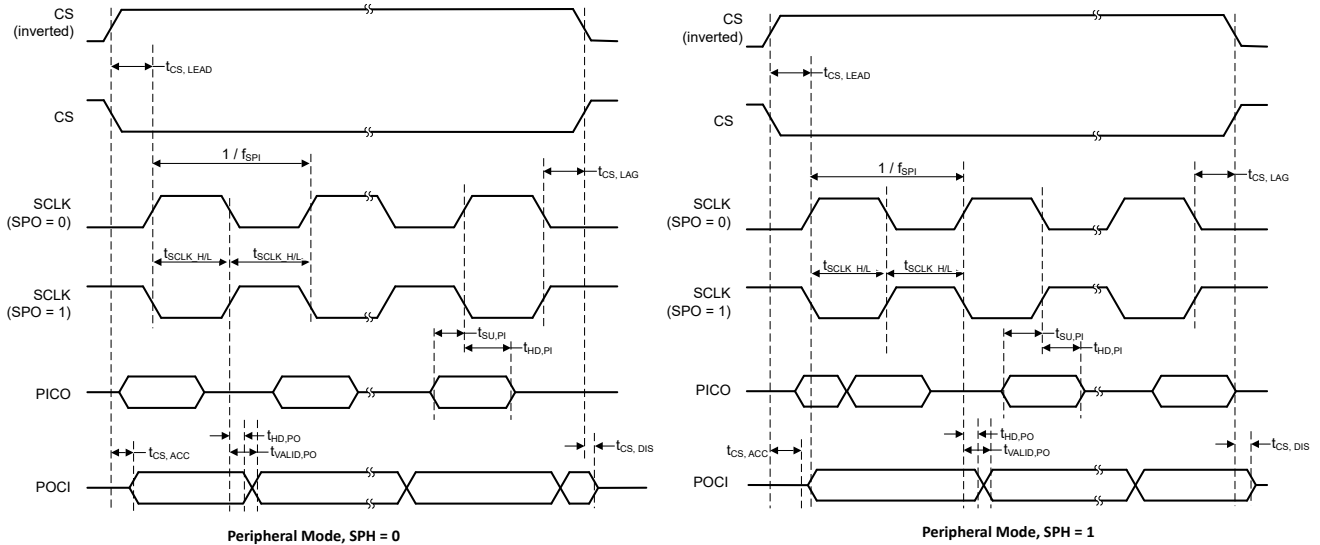 CS
(inverted)
tCS, LEAD
CS
1 / fSPI
tCS, LAG
SCLK
(SPO = 0)
tSCLK_H/L
tSCLK_H/L
SCLK
(SPO = 1)
tSU,PI
tHD,PI
PICO
tHD,PO
tVALID,PO
tCS, ACC
tCS, DIS
POCI
Peripheral Mode, SPH = 0
CS
(inverted)
tCS, LEAD
CS
1 / fSPI
tCS, LAG
SCLK
(SPO = 0)
tSCLK_H/L
tSCLK_H/L
SCLK
(SPO = 1)
tSU,PI
tHD,PI
PICO
tHD,PO
tVALID,PO
tCS, ACC
tCS, DIS
POCI
Peripheral Mode, SPH = 1